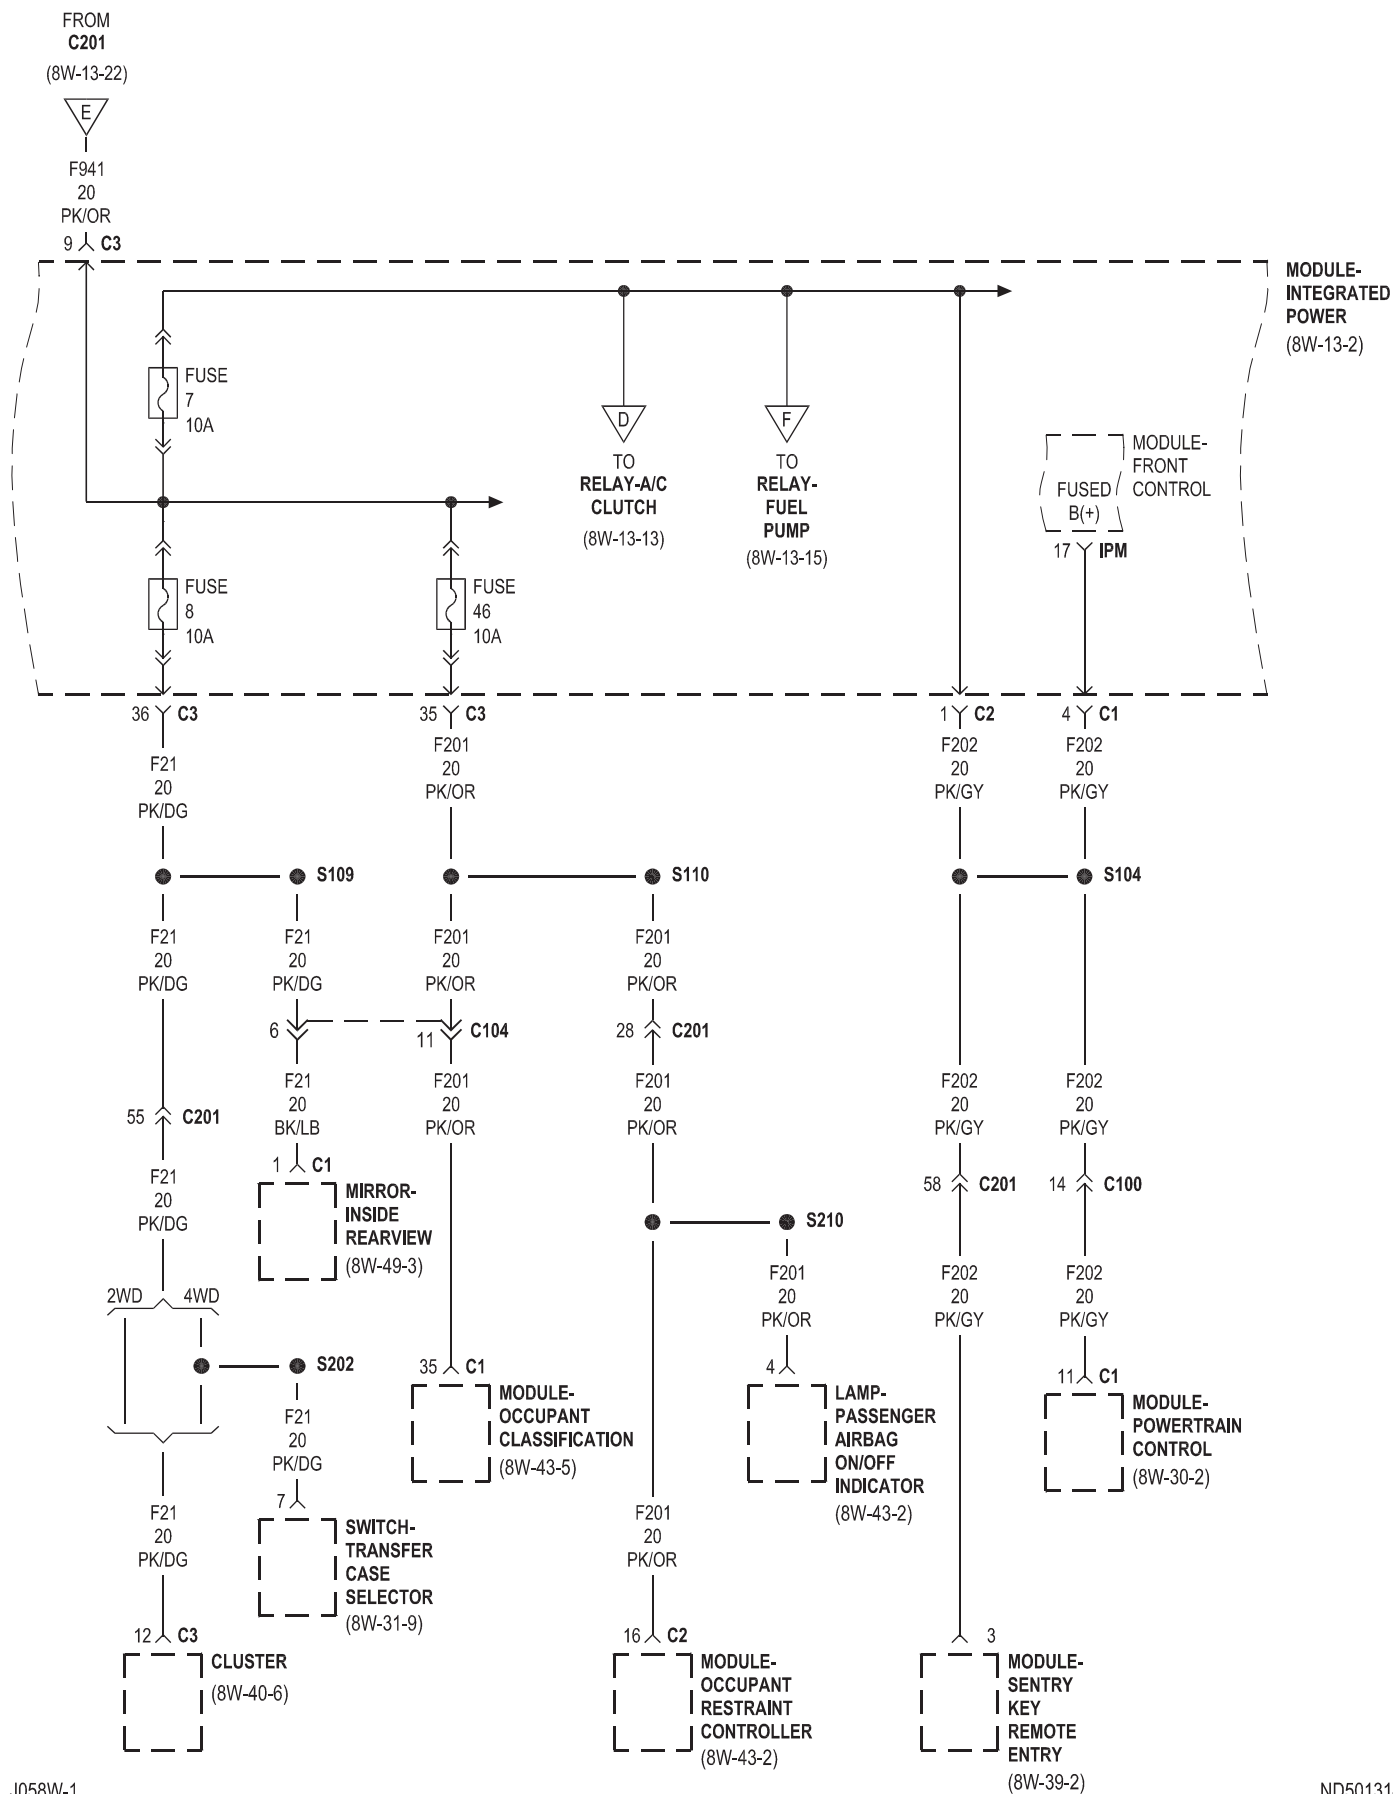 FROM
C201
(8W-13-22)
E
F941
20
PK/OR
9 C3
MODULE-
INTEGRATED
POWER
(8W-13-2)
FUSE
7
10A
D
TO
RELAY-A/C
CLUTCH
(8W-13-13)
F
TO
RELAY-
FUEL
PUMP
(8W-13-15)
MODULE-
FRONT
CONTROL
FUSED
B(+)
17 IPM
FUSE
8
10A
FUSE
46
10A
36 C3
35 C3
1 C2
4 C1
F21
20
PK/DG
F201
20
PK/OR
F202
20
PK/GY
F202
20
PK/GY
S109
S110
S104
F21
20
PK/DG
F21
20
PK/DG
F201
20
PK/OR
F201
20
PK/OR
6
11 C104
28 C201
F21
20
BK/LB
F201
20
PK/OR
F201
20
PK/OR
F202
20
PK/GY
F202
20
PK/GY
55 C201
1 C1
MIRROR-
INSIDE
REARVIEW
(8W-49-3)
58 C201
14 C100
F21
20
PK/DG
S210
F201
20
PK/OR
F202
20
PK/GY
F202
20
PK/GY
2WD 4WD
S202
35 C1
MODULE-
OCCUPANT
CLASSIFICATION
(8W-43-5)
4
LAMP-
PASSENGER
AIRBAG
ON/OFF
INDICATOR
(8W-43-2)
11 C1
MODULE-
POWERTRAIN
CONTROL
(8W-30-2)
F21
20
PK/DG
7
SWITCH-
TRANSFER
CASE
SELECTOR
(8W-31-9)
F21
20
PK/DG
F201
20
PK/OR
12 C3
CLUSTER
(8W-40-6)
16 C2
MODULE-
OCCUPANT
RESTRAINT
CONTROLLER
(8W-43-2)
3
MODULE-
SENTRY
KEY
REMOTE
ENTRY
(8W-39-2)
J058W-1